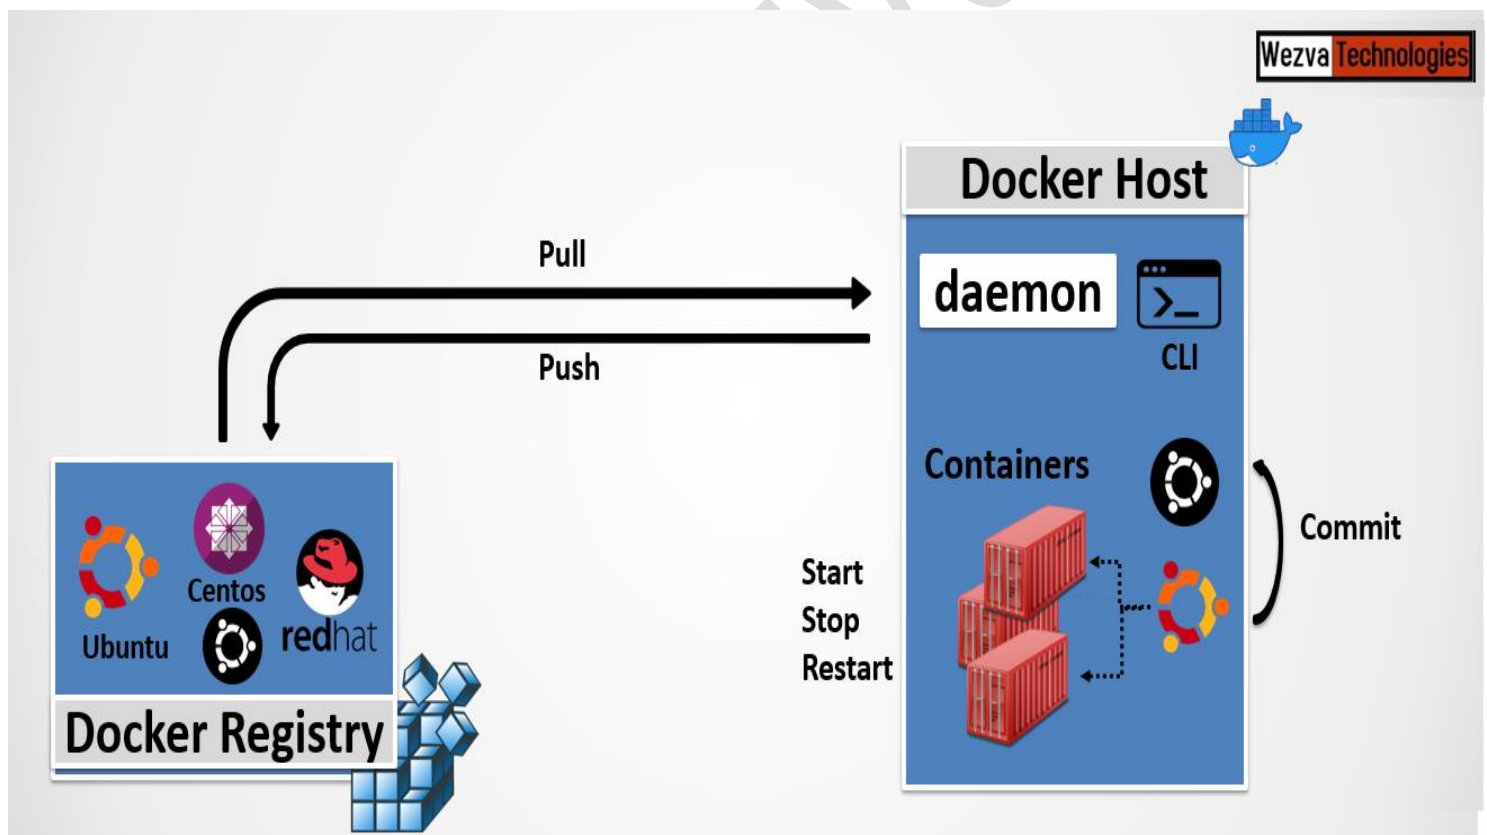 Wezva Technologies
Docker Host
Pull
daemon
Push
CLI
Containers
Commit
Start
Stop
Restart
Centos
Ubuntu
redhat
Docker Registry